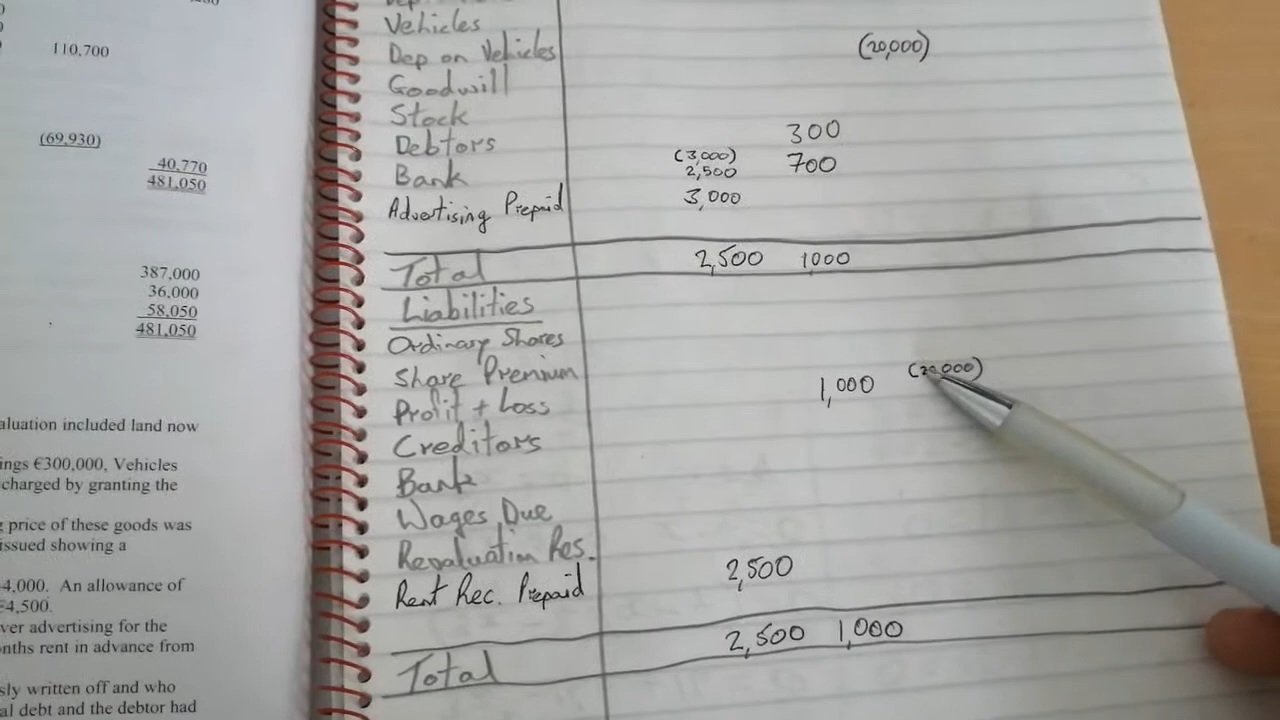 110,700
(69,930)
40,770
481,050
387,000
36,000
58,050
481,050
aluation included land now
ings €300,000, Vehicles
charged by granting the
price of these goods was
issued showing a
4,000. An allowance of
4,500.
ver advertising for the
nths rent in advance from
sly written off and who
al debt and the debtor had
Vehicles
Dep on Vehicles (20,000)
Goodwill
Stock
Debtors 300
Bank (3,000) 2,500 700
Advertising Prepaid 3,000
Total 2,500 1000
Liabilities
Ordinary Shares
Share Premium
Profit + Loss 1,000 (20,000)
Creditors
Bank
Wages Due
Revaluation Res.
Rent Rec. Prepaid 2,500
Total 2,500 1,000